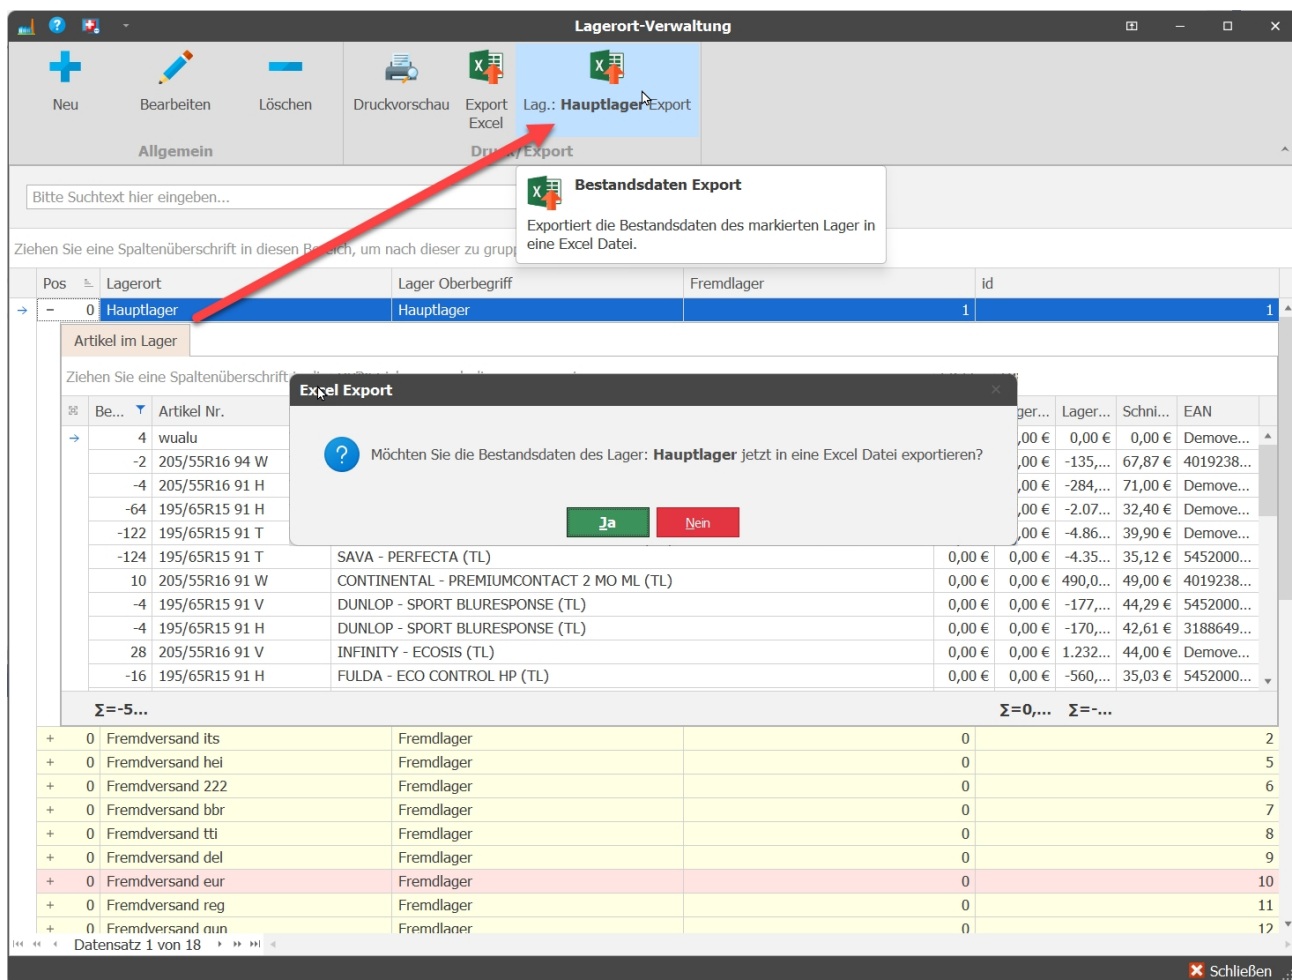 Lagerort-Verwaltung
Neu
Bearbeiten
Löschen
Druckvorschau
Export Excel
Lag.: Hauptlager Export
Allgemein
Druck/Export
Bestandsdaten Export
Exportiert die Bestandsdaten des markierten Lager in
eine Excel Datei.
Bitte Suchtext hier eingeben...
Ziehen Sie eine Spaltenüberschrift in diesen Bereich, um nach dieser zu grupp
Pos Lagerort Lager Oberbegriff Fremdlager id
0 Hauptlager Hauptlager 1 1
Artikel im Lager
Ziehen Sie eine Spaltenüberschrift
Excel Export
Möchten Sie die Bestandsdaten des Lager: Hauptlager jetzt in eine Excel Datei exportieren?
Ja Nein
Be... Artikel Nr. ger... Lager... Schni... EAN
4 wualu ,00 € 0,00 € 0,00 € Demove...
-2 205/55R16 94 W ,00 € -135,... 67,87 € 4019238...
-4 205/55R16 91 H ,00 € -284,... 71,00 € Demove...
-64 195/65R15 91 H ,00 € -2.07... 32,40 € Demove...
-122 195/65R15 91 T ,00 € -4.86... 39,90 € Demove...
-124 195/65R15 91 T SAVA - PERFECTA (TL) 0,00 € 0,00 € -4.35... 35,12 € 5452000...
10 205/55R16 91 W CONTINENTAL - PREMIUMCONTACT 2 MO ML (TL) 0,00 € 0,00 € 490,0... 49,00 € 4019238...
-4 195/65R15 91 V DUNLOP - SPORT BLURESPONSE (TL) 0,00 € 0,00 € -177,... 44,29 € 5452000...
-4 195/65R15 91 H DUNLOP - SPORT BLURESPONSE (TL) 0,00 € 0,00 € -170,... 42,61 € 3188649...
28 205/55R16 91 V INFINITY - ECOSIS (TL) 0,00 € 0,00 € 1.232... 44,00 € Demove...
-16 195/65R15 91 H FULDA - ECO CONTROL HP (TL) 0,00 € 0,00 € -560,... 35,03 € 5452000...
Σ=-5... Σ=0,... Σ=-...
+ 0 Fremdversand its Fremdlager 0 2
+ 0 Fremdversand hei Fremdlager 0 5
+ 0 Fremdversand 222 Fremdlager 0 6
+ 0 Fremdversand bbr Fremdlager 0 7
+ 0 Fremdversand tti Fremdlager 0 8
+ 0 Fremdversand del Fremdlager 0 9
+ 0 Fremdversand eur Fremdlager 0 10
+ 0 Fremdversand reg Fremdlager 0 11
+ 0 Fremdversand gun Fremdlager 0 12
Datensatz 1 von 18
Schließen